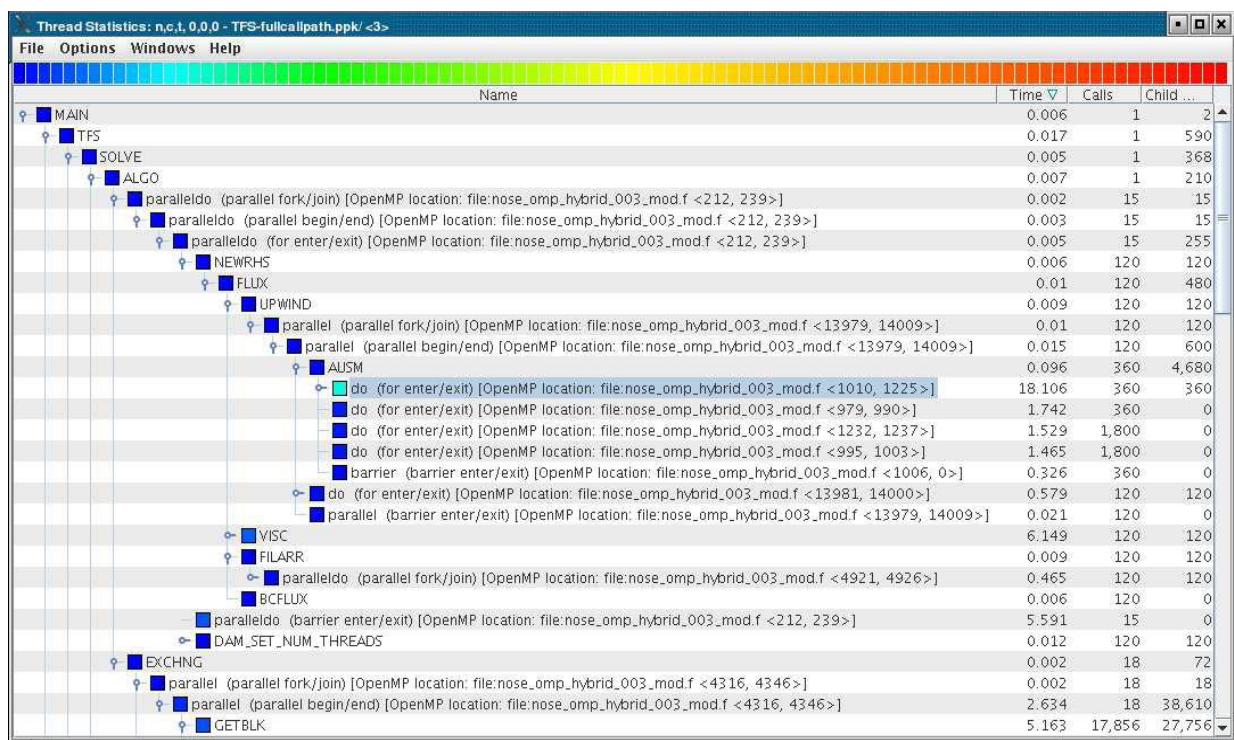 Thread Statistics: n,c,t, 0,0,0 - TFS-fullcallpath.ppk/ <3>
File Options Windows Help
Name Time Calls Child ...
MAIN 0.006 1 2
TFS 0.017 1 590
SOLVE 0.005 1 368
ALGO 0.007 1 210
paralleldo (parallel fork/join) [OpenMP location: file:nose_omp_hybrid_003_mod.f <212, 239>] 0.002 15 15
paralleldo (parallel begin/end) [OpenMP location: file:nose_omp_hybrid_003_mod.f <212, 239>] 0.003 15 15
paralleldo (for enter/exit) [OpenMP location: file:nose_omp_hybrid_003_mod.f <212, 239>] 0.005 15 255
NEWRHS 0.006 120 120
FLUX 0.01 120 480
UPWIND 0.009 120 120
parallel (parallel fork/join) [OpenMP location: file:nose_omp_hybrid_003_mod.f <13979, 14009>] 0.01 120 120
parallel (parallel begin/end) [OpenMP location: file:nose_omp_hybrid_003_mod.f <13979, 14009>] 0.015 120 600
AUSM 0.096 360 4,680
do (for enter/exit) [OpenMP location: file:nose_omp_hybrid_003_mod.f <1010, 1225>] 18.106 360 360
do (for enter/exit) [OpenMP location: file:nose_omp_hybrid_003_mod.f <979, 990>] 1.742 360 0
do (for enter/exit) [OpenMP location: file:nose_omp_hybrid_003_mod.f <1232, 1237>] 1.529 1,800 0
do (for enter/exit) [OpenMP location: file:nose_omp_hybrid_003_mod.f <995, 1003>] 1.465 1,800 0
barrier (barrier enter/exit) [OpenMP location: file:nose_omp_hybrid_003_mod.f <1006, 0>] 0.326 360 0
do (for enter/exit) [OpenMP location: file:nose_omp_hybrid_003_mod.f <13981, 14000>] 0.579 120 120
parallel (barrier enter/exit) [OpenMP location: file:nose_omp_hybrid_003_mod.f <13979, 14009>] 0.021 120 0
VISC 6.149 120 120
FILARR 0.009 120 120
paralleldo (parallel fork/join) [OpenMP location: file:nose_omp_hybrid_003_mod.f <4921, 4926>] 0.465 120 120
BCFLUX 0.006 120 0
paralleldo (barrier enter/exit) [OpenMP location: file:nose_omp_hybrid_003_mod.f <212, 239>] 5.591 15 0
DAM_SET_NUM_THREADS 0.012 120 120
EXCHNG 0.002 18 72
parallel (parallel fork/join) [OpenMP location: file:nose_omp_hybrid_003_mod.f <4316, 4346>] 0.002 18 18
parallel (parallel begin/end) [OpenMP location: file:nose_omp_hybrid_003_mod.f <4316, 4346>] 2.634 18 38,610
GETBLK 5.163 17,856 27,756